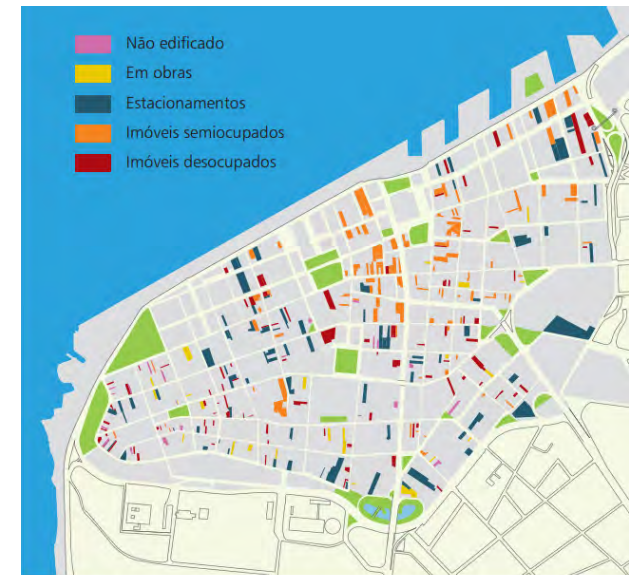 Não edificado
Em obras
Estacionamentos
Imóveis semiocupados
Imóveis desocupados